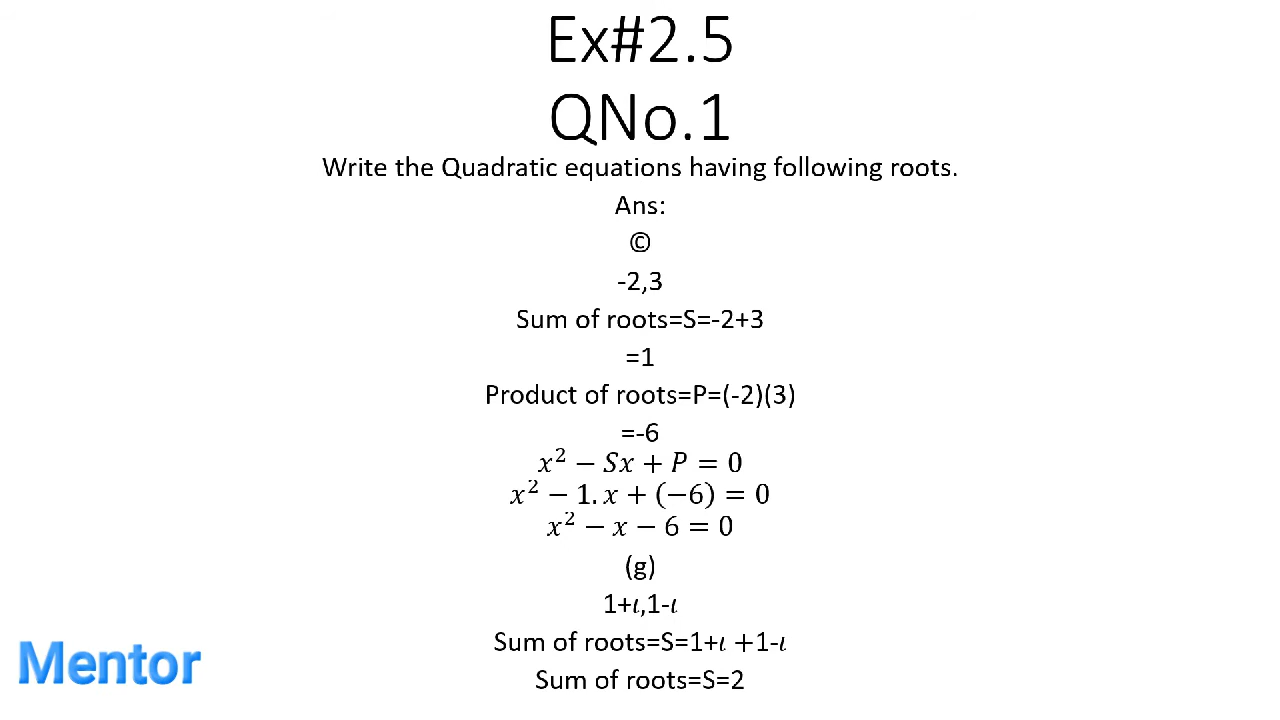 Ex#2.5
QNo.1
Write the Quadratic equations having following roots.
Ans:
©
-2,3
Sum of roots=S=-2+3
=1
Product of roots=P=(-2)(3)
=-6
𝑥² − 𝑆𝑥 + 𝑃 = 0
𝑥² − 1. 𝑥 + (−6) = 0
𝑥² − 𝑥 − 6 = 0
(g)
1+𝜄,1-𝜄
Sum of roots=S=1+𝜄 +1-𝜄
Sum of roots=S=2
Mentor